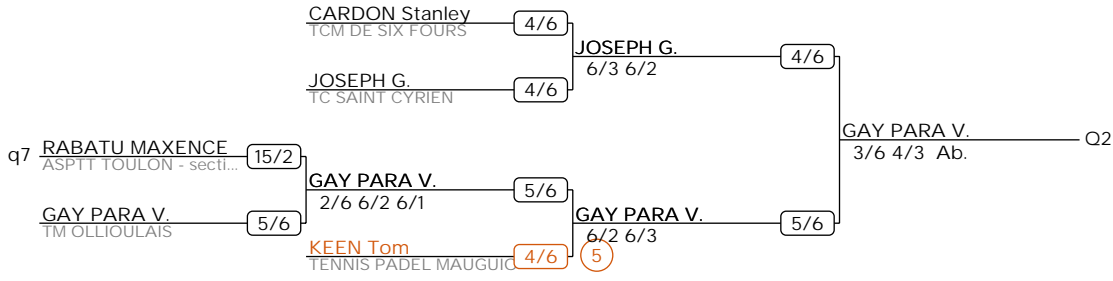 CARDON Stanley
4/6
TCM DE SIX FOURS
JOSEPH G.
4/6
6/3 6/2
JOSEPH G.
4/6
TC SAINT CYRIEN
GAY PARA V.
Q2
3/6 4/3 Ab.
q7
RABATU MAXENCE
15/2
ASPTT TOULON - secti...
GAY PARA V.
5/6
2/6 6/2 6/1
GAY PARA V.
5/6
TM OLLIOULAIS
GAY PARA V.
5/6
6/2 6/3
KEEN Tom
4/6
5
TENNIS PADEL MAUGUIO